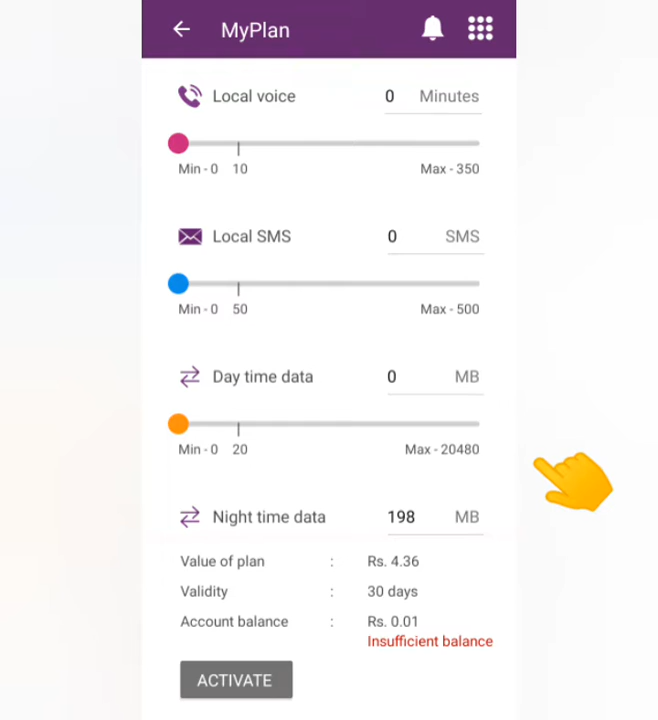 MyPlan
Local voice 0 Minutes
Min - 0 10 Max - 350
Local SMS 0 SMS
Min - 0 50 Max - 500
Day time data 0 MB
Min - 0 20 Max - 20480
Night time data 198 MB
Value of plan : Rs. 4.36
Validity : 30 days
Account balance : Rs. 0.01
Insufficient balance
ACTIVATE